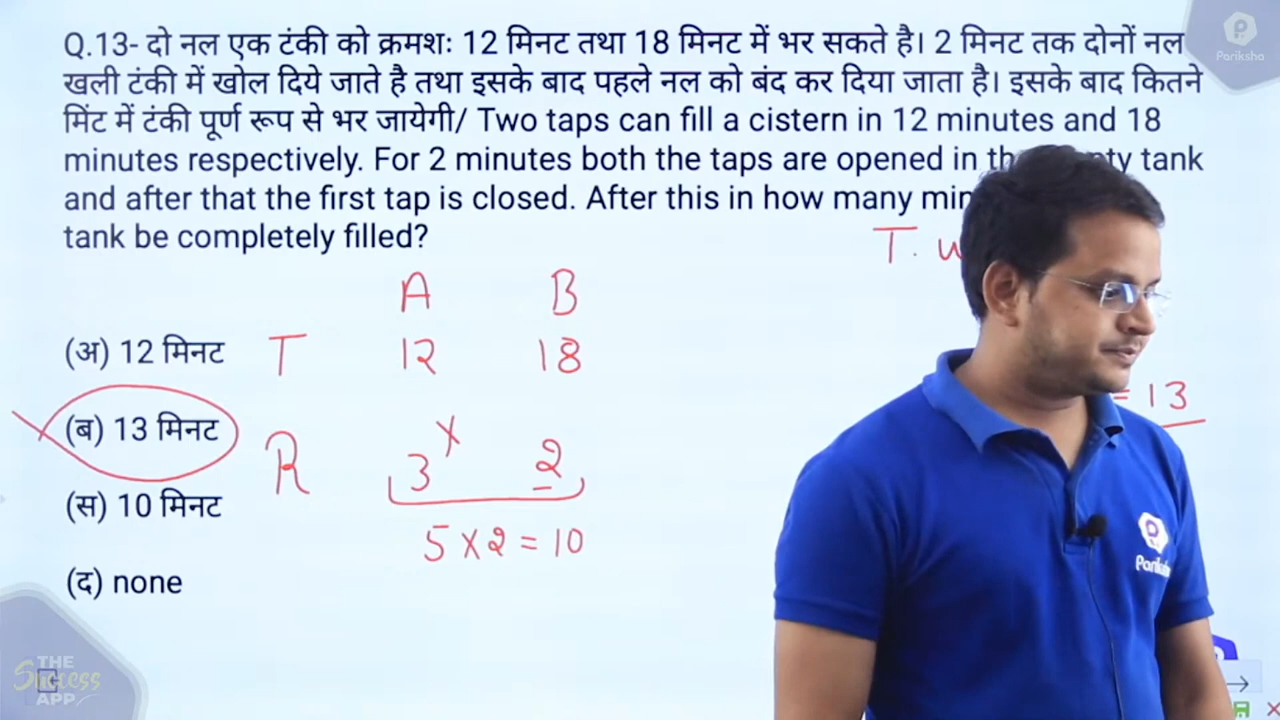 Q.13- दो नल एक टंकी को क्रमशः 12 मिनट तथा 18 मिनट में भर सकते है। 2 मिनट तक दोनों नल
खली टंकी में खोल दिये जाते है तथा इसके बाद पहले नल को बंद कर दिया जाता है। इसके बाद कितने
मिंट में टंकी पूर्ण रूप से भर जायेगी/ Two taps can fill a cistern in 12 minutes and 18
minutes respectively. For 2 minutes both the taps are opened in tank
and after that the first tap is closed. After this in how many
tank be completely filled?
T.
A B
(अ) 12 मिनट T 12 18
= 13
(ब) 13 मिनट
R 3 x 2
(स) 10 मिनट
5 x 2 = 10
(द) none
Pariksha
THE
Success
APP